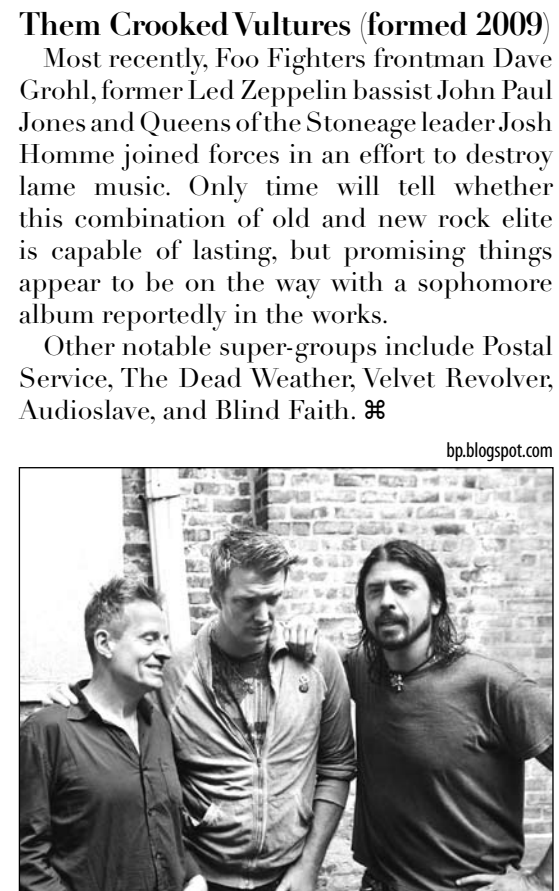 Them Crooked Vultures (formed 2009)
Most recently, Foo Fighters frontman Dave
Grohl, former Led Zeppelin bassist John Paul
Jones and Queens of the Stoneage leader Josh
Homme joined forces in an effort to destroy
lame music. Only time will tell whether
this combination of old and new rock elite
is capable of lasting, but promising things
appear to be on the way with a sophomore
album reportedly in the works.
Other notable super-groups include Postal
Service, The Dead Weather, Velvet Revolver,
Audioslave, and Blind Faith. ⌘
bp.blogspot.com